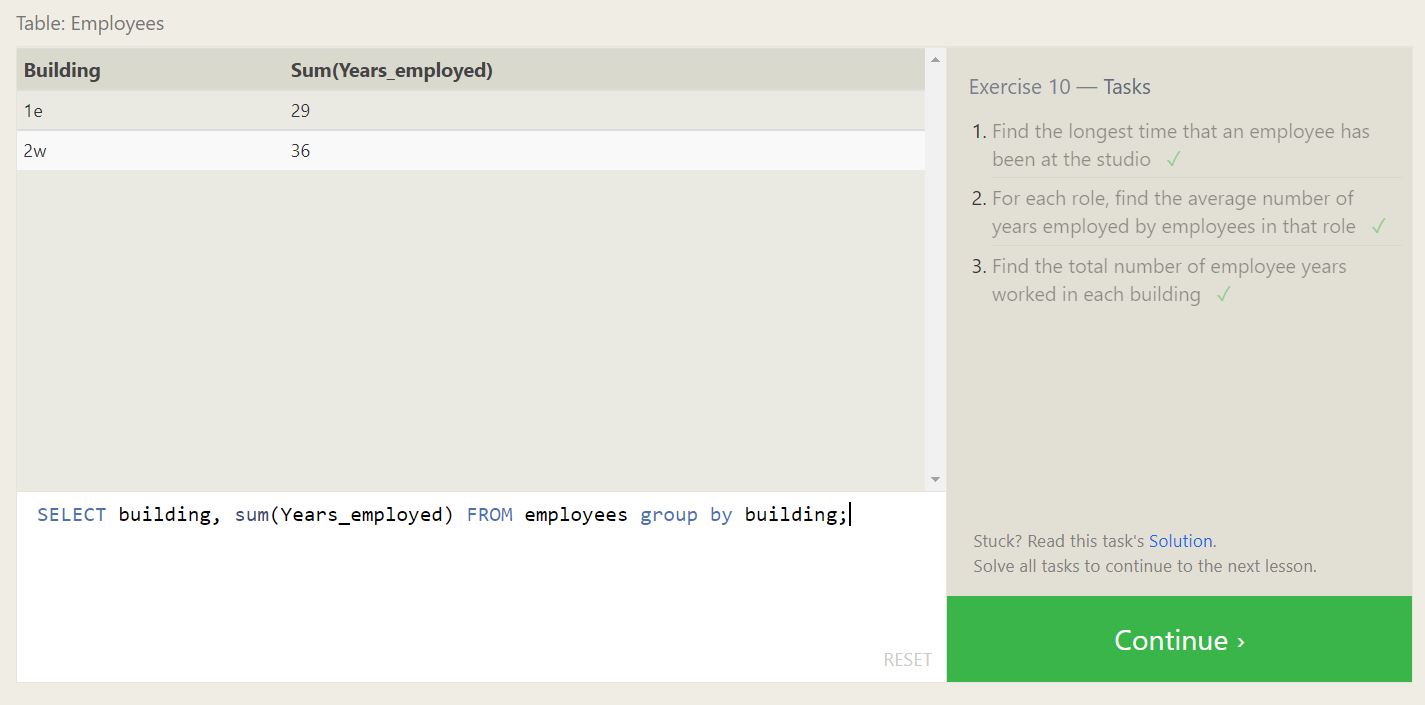 Table: Employees
Building Sum(Years_employed)
1e 29
2w 36
SELECT building, sum(Years_employed) FROM employees group by building;
RESET
Exercise 10 — Tasks
1. Find the longest time that an employee has
been at the studio ✓
2. For each role, find the average number of
years employed by employees in that role ✓
3. Find the total number of employee years
worked in each building ✓
Stuck? Read this task's Solution.
Solve all tasks to continue to the next lesson.
Continue ›